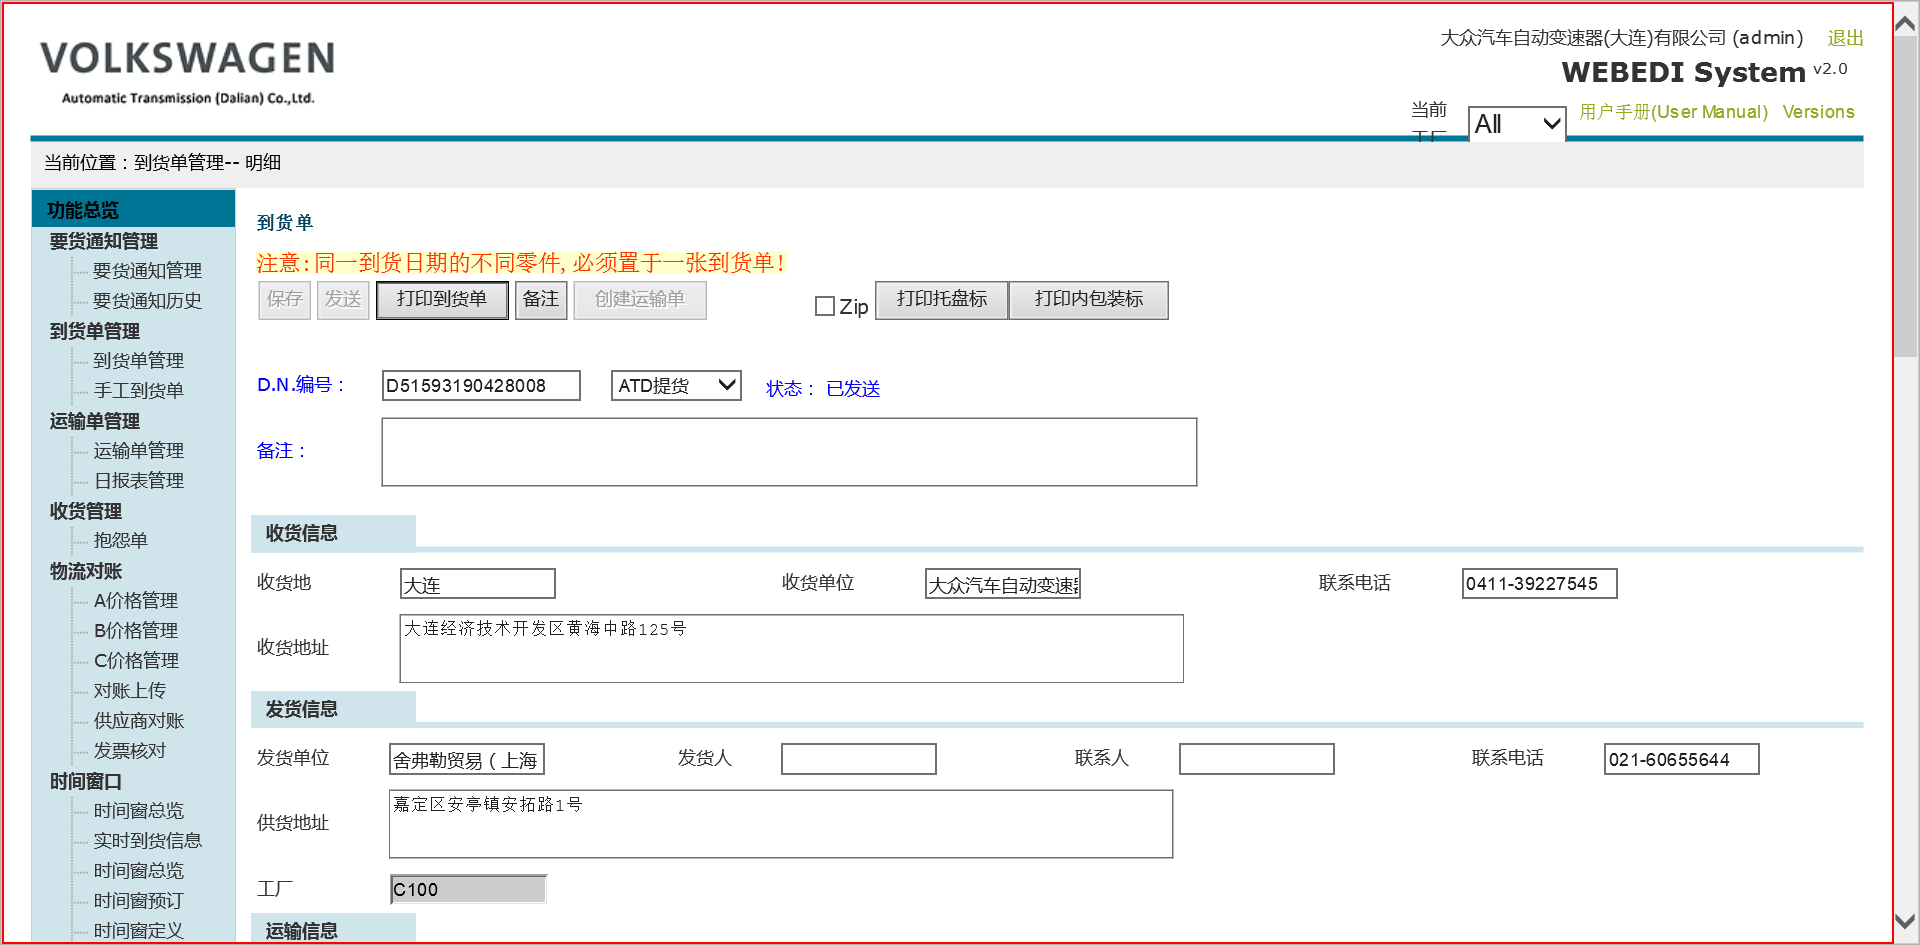 VOLKSWAGEN
Automatic Transmission (Dalian) Co.,Ltd.
大众汽车自动变速器(大连)有限公司 (admin) 退出
WEBEDI System v2.0
当前
All 用户手册(User Manual) Versions
当前位置：到货单管理-- 明细
功能总览
要货通知管理
要货通知管理
要货通知历史
到货单管理
到货单管理
手工到货单
运输单管理
运输单管理
日报表管理
收货管理
抱怨单
物流对账
A价格管理
B价格管理
C价格管理
对账上传
供应商对账
发票核对
时间窗口
时间窗总览
实时到货信息
时间窗总览
时间窗预订
时间窗定义
到货单
注意:同一到货日期的不同零件,必须置于一张到货单!
保存 发送 打印到货单 备注 创建运输单 Zip 打印托盘标 打印内包装标
D.N.编号： D51593190428008 ATD提货 状态： 已发送
备注：
收货信息
收货地 大连 收货单位 大众汽车自动变速 联系电话 0411-39227545
收货地址 大连经济技术开发区黄海中路125号
发货信息
发货单位 舍弗勒贸易（上海 发货人 联系人 联系电话 021-60655644
供货地址 嘉定区安亭镇安拓路1号
工厂 C100
运输信息